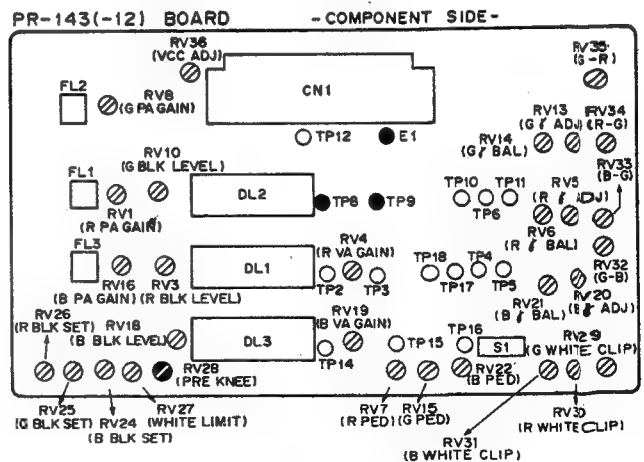 PR-143(-12) BOARD -COMPONENT SIDE-
RV36
(VCC ADJ)
RV35
(G-R)
FL2
RV8
(G PA GAIN)
CN1
RV13
(G γ ADJ)
RV34
(R-G)
TP12
E1
RV14
(G γ BAL)
RV33
(B-G)
RV10
(G BLK LEVEL)
FL1
RV1
(R PA GAIN)
DL2
TP8
TP9
TP10
TP11
TP6
RV5
RV6
(R γ BAL)
FL3
RV16
(B PA GAIN)
RV3
(R BLK LEVEL)
DL1
RV4
(R VA GAIN)
TP2
TP3
TP18
TP4
TP17
TP5
RV32
(G-B)
RV21
(B γ BAL)
RV20
(B γ ADJ)
RV26
(R BLK SET)
RV18
(B BLK LEVEL)
DL3
RV19
(B VA GAIN)
TP14
TP15
TP16
S1
RV29
(G WHITE CLIP)
RV28
(PRE KNEE)
RV22
(B PED)
RV25
(G BLK SET)
RV24
(B BLK SET)
RV27
(WHITE LIMIT)
RV7
(R PED)
RV15
(G PED)
RV31
(B WHITE CLIP)
RV30
(R WHITE CLIP)